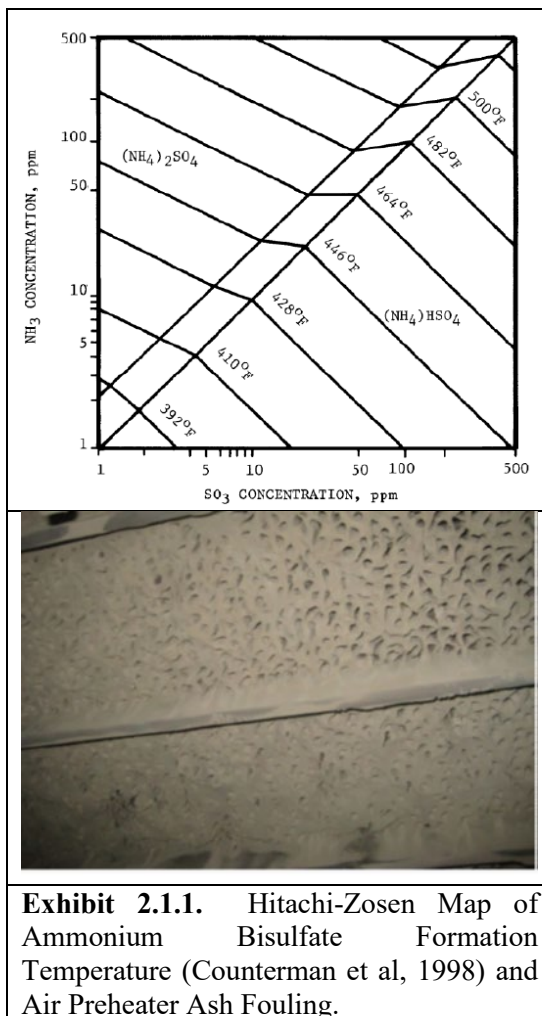 500
100
50
10
5
1
NH3 CONCENTRATION, ppm
(NH4)2SO4
(NH4)HSO4
500°F
482°F
464°F
446°F
428°F
410°F
392°F
1
5
10
50
100
500
SO3 CONCENTRATION, ppm
Exhibit 2.1.1. Hitachi-Zosen Map of
Ammonium Bisulfate Formation
Temperature (Counterman et al, 1998) and
Air Preheater Ash Fouling.